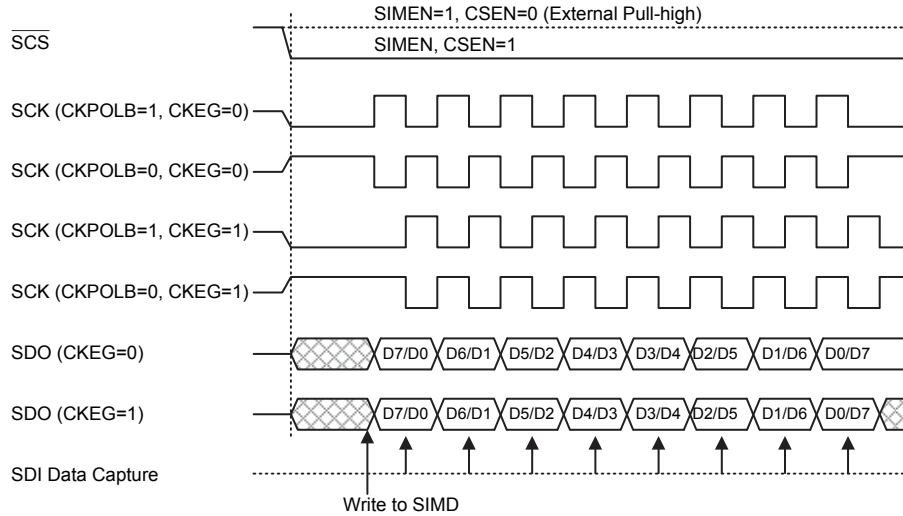 SIMEN=1, CSEN=0 (External Pull-high)
SCS
SIMEN, CSEN=1
SCK (CKPOLB=1, CKEG=0)
SCK (CKPOLB=0, CKEG=0)
SCK (CKPOLB=1, CKEG=1)
SCK (CKPOLB=0, CKEG=1)
SDO (CKEG=0) D7/D0 D6/D1 D5/D2 D4/D3 D3/D4 D2/D5 D1/D6 D0/D7
SDO (CKEG=1) D7/D0 D6/D1 D5/D2 D4/D3 D3/D4 D2/D5 D1/D6 D0/D7
SDI Data Capture
Write to SIMD